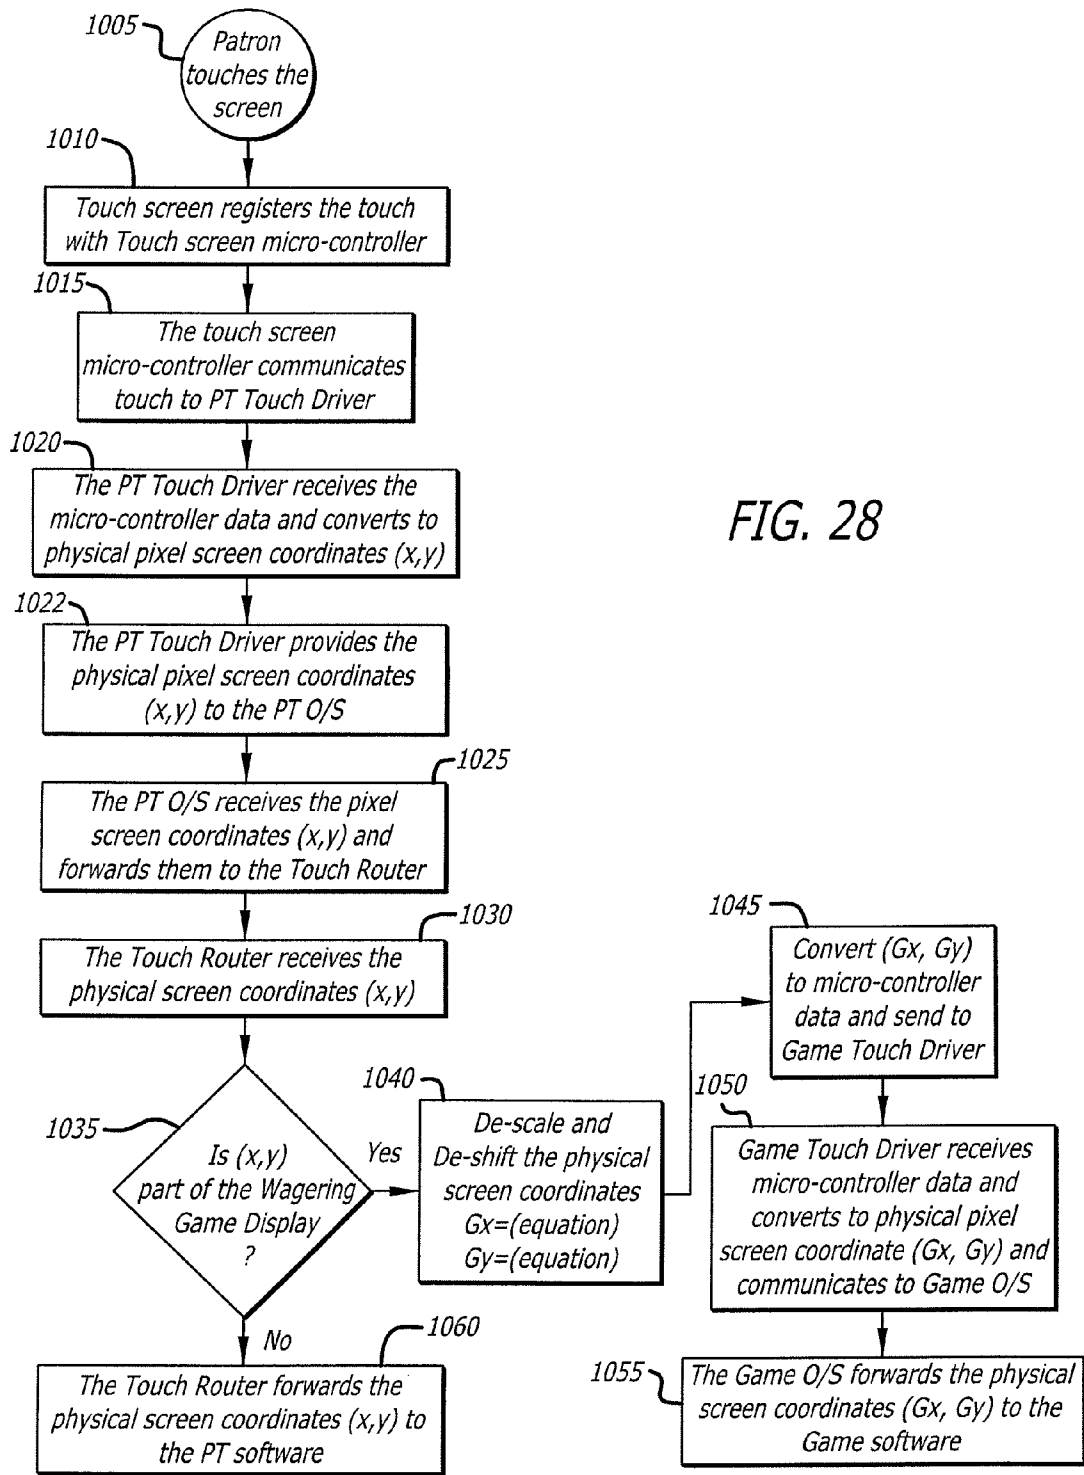 1005
Patron
touches the
screen
1010
Touch screen registers the touch
with Touch screen micro-controller
1015
The touch screen
micro-controller communicates
touch to PT Touch Driver
1020
The PT Touch Driver receives the
micro-controller data and converts to
physical pixel screen coordinates (x,y)
FIG. 28
1022
The PT Touch Driver provides the
physical pixel screen coordinates
(x,y) to the PT O/S
1025
The PT O/S receives the pixel
screen coordinates (x,y) and
forwards them to the Touch Router
1030
The Touch Router receives the
physical screen coordinates (x,y)
1035
Is (x,y)
part of the Wagering
Game Display
?
Yes
1040
De-scale and
De-shift the physical
screen coordinates
Gx=(equation)
Gy=(equation)
1045
Convert (Gx, Gy)
to micro-controller
data and send to
Game Touch Driver
1050
Game Touch Driver receives
micro-controller data and
converts to physical pixel
screen coordinate (Gx, Gy) and
communicates to Game O/S
1055
The Game O/S forwards the physical
screen coordinates (Gx, Gy) to the
Game software
No
1060
The Touch Router forwards the
physical screen coordinates (x,y) to
the PT software